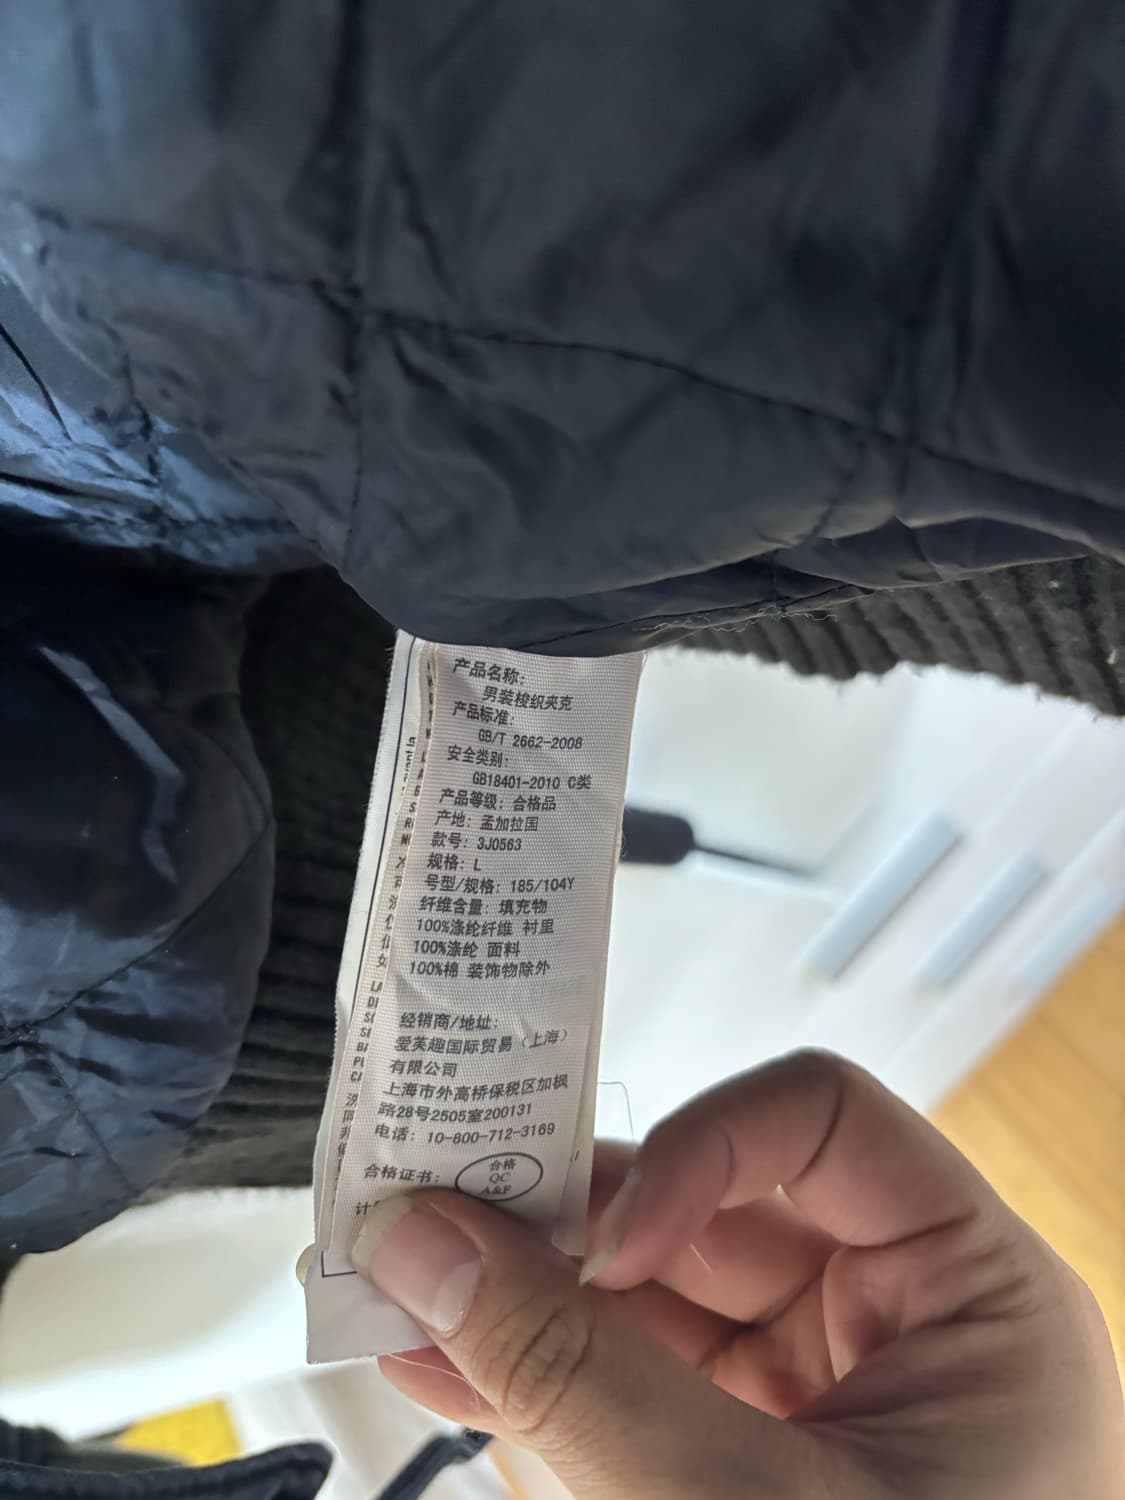 产品名称:
男装梭织夹克
产品标准:
GB/T 2662-2008
安全类别:
GB18401-2010 C类
产品等级: 合格品
产地: 孟加拉国
款号: 3J0563
规格: L
号型/规格: 185/104Y
纤维含量: 填充物
100%涤纶纤维 衬里
100%涤纶 面料
100%棉 装饰物除外
经销商/地址:
爱芙趣国际贸易（上海）
有限公司
上海市外高桥保税区加枫
路28号2505室200131
电话: 10-800-712-3169
合格证书:
合格
QC
A&F
计